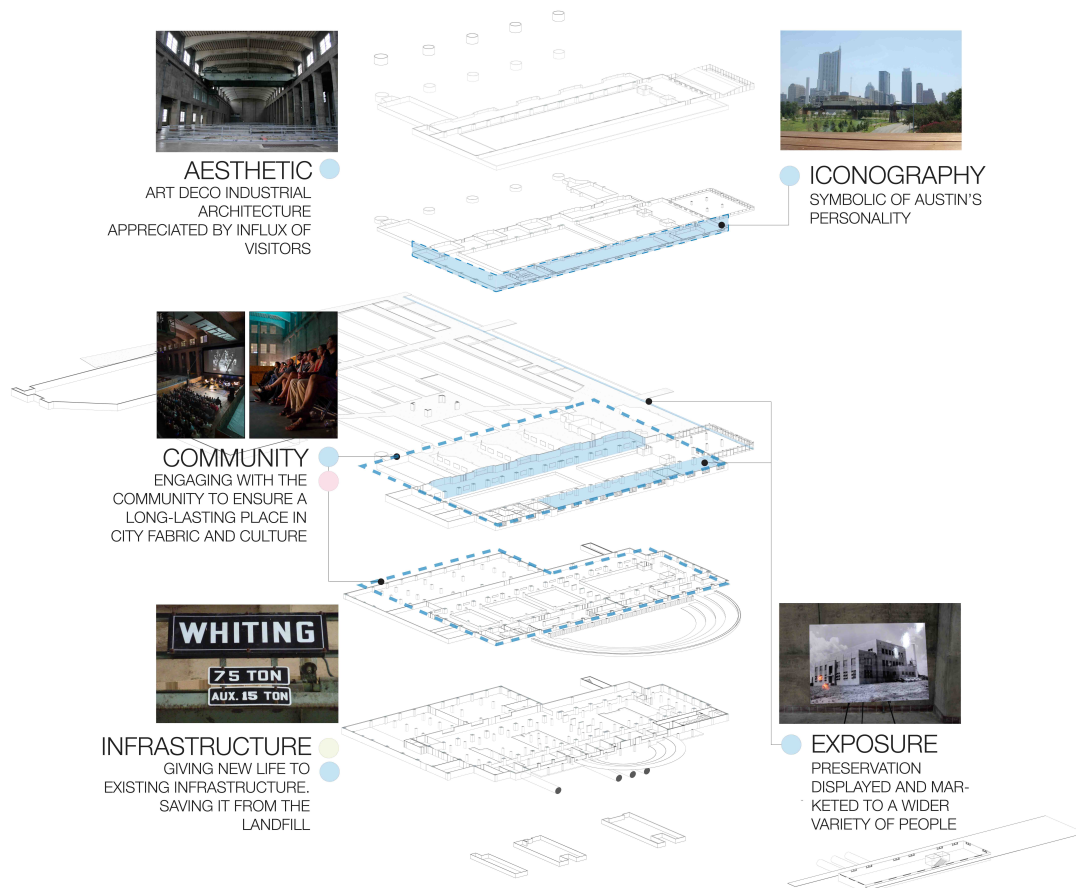 AESTHETIC
ART DECO INDUSTRIAL
ARCHITECTURE
APPRECIATED BY INFLUX OF
VISITORS
ICONOGRAPHY
SYMBOLIC OF AUSTIN'S
PERSONALITY
COMMUNITY
ENGAGING WITH THE
COMMUNITY TO ENSURE A
LONG-LASTING PLACE IN
CITY FABRIC AND CULTURE
WHITING
75 TON
AUX. 15 TON
INFRASTRUCTURE
GIVING NEW LIFE TO
EXISTING INFRASTRUCTURE.
SAVING IT FROM THE
LANDFILL
EXPOSURE
PRESERVATION
DISPLAYED AND MAR-
KETED TO A WIDER
VARIETY OF PEOPLE